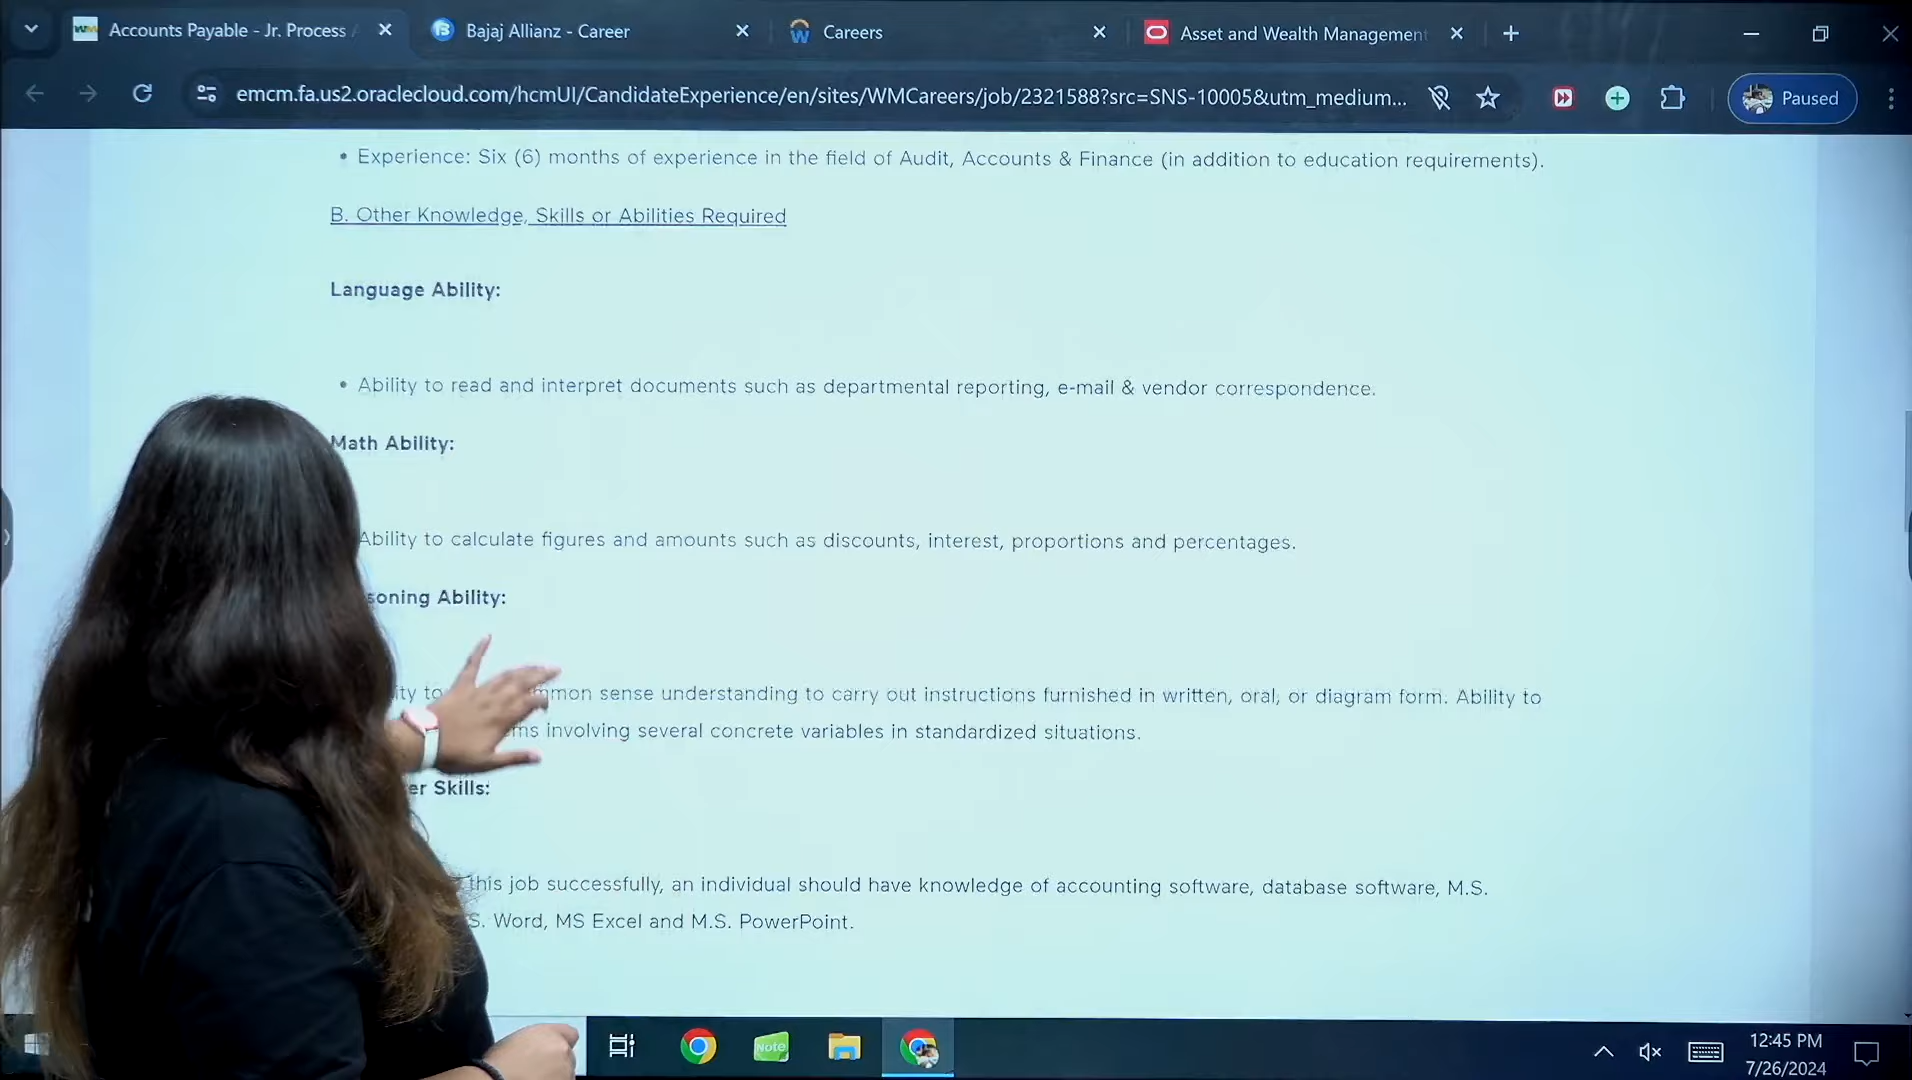 Accounts Payable - Jr. Process
Bajaj Allianz - Career
Careers
Asset and Wealth Management
emcm.fa.us2.oraclecloud.com/hcmUI/CandidateExperience/en/sites/WMCareers/job/2321588?src=SNS-10005&utm_medium...
Paused
• Experience: Six (6) months of experience in the field of Audit, Accounts & Finance (in addition to education requirements).
B. Other Knowledge, Skills or Abilities Required
Language Ability:
• Ability to read and interpret documents such as departmental reporting, e-mail & vendor correspondence.
Math Ability:
Ability to calculate figures and amounts such as discounts, interest, proportions and percentages.
soning Ability:
ity to mmon sense understanding to carry out instructions furnished in written, oral, or diagram form. Ability to
ms involving several concrete variables in standardized situations.
er Skills:
this job successfully, an individual should have knowledge of accounting software, database software, M.S.
S. Word, MS Excel and M.S. PowerPoint.
Note
12:45 PM
7/26/2024